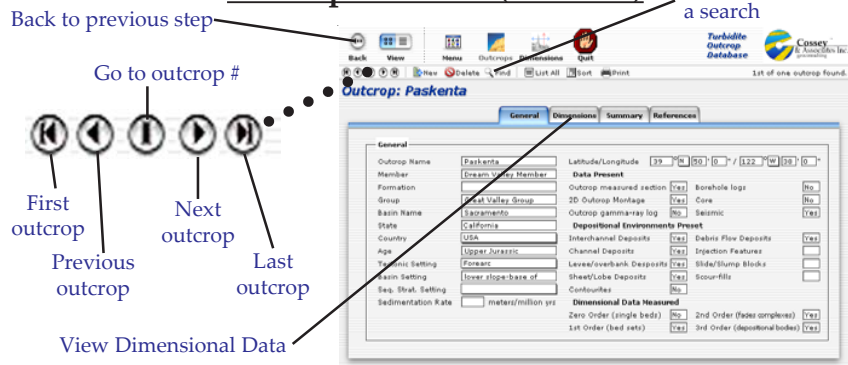 Back to previous step
a search
Back View Menu Outcrops Dimensions Quit
Turbidite
Outcrop
Database
Cossey
& Associates Inc.
New Delete Find List All Sort Print
1st of one outcrop found.
Go to outcrop #
Outcrop: Paskenta
General Dimensions Summary References
First
outcrop
Previous
outcrop
Next
outcrop
Last
outcrop
View Dimensional Data
General
Outcrop Name Paskenta
Member Dream Valley Member
Formation
Group Great Valley Group
Basin Name Sacramento
State California
Country USA
Age Upper Jurassic
Tectonic Setting Forearc
Basin Setting lower slope-base of
Seq. Strat. Setting
Sedimentation Rate meters/million yrs
Latitude/Longitude 39 ° N 50 ' 0 " / 122 ° W 38 ' 0 "
Data Present
Outcrop measured section Yes Borehole logs No
2D Outcrop Montage Yes Core No
Outcrop gamma-ray log No Seismic Yes
Depositional Environments Preset
Interchannel Deposits Yes Debris Flow Deposits Yes
Channel Deposits Yes Injection Features
Levee/overbank Desposits Yes Slide/Slump Blocks
Sheet/Lobe Deposits Yes Scour-fills
Contourites No
Dimensional Data Measured
Zero Order (single beds) No 2nd Order (fades complexes) Yes
1st Order (bed sets) Yes 3rd Order (depositional bodies) Yes